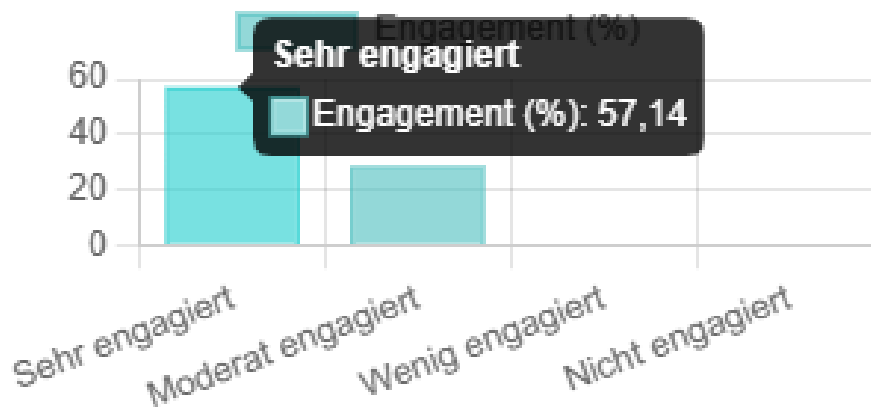 Engagement (%)
Sehr engagiert
Engagement (%): 57,14
60
40
20
0
Sehr engagiert
Moderat engagiert
Wenig engagiert
Nicht engagiert